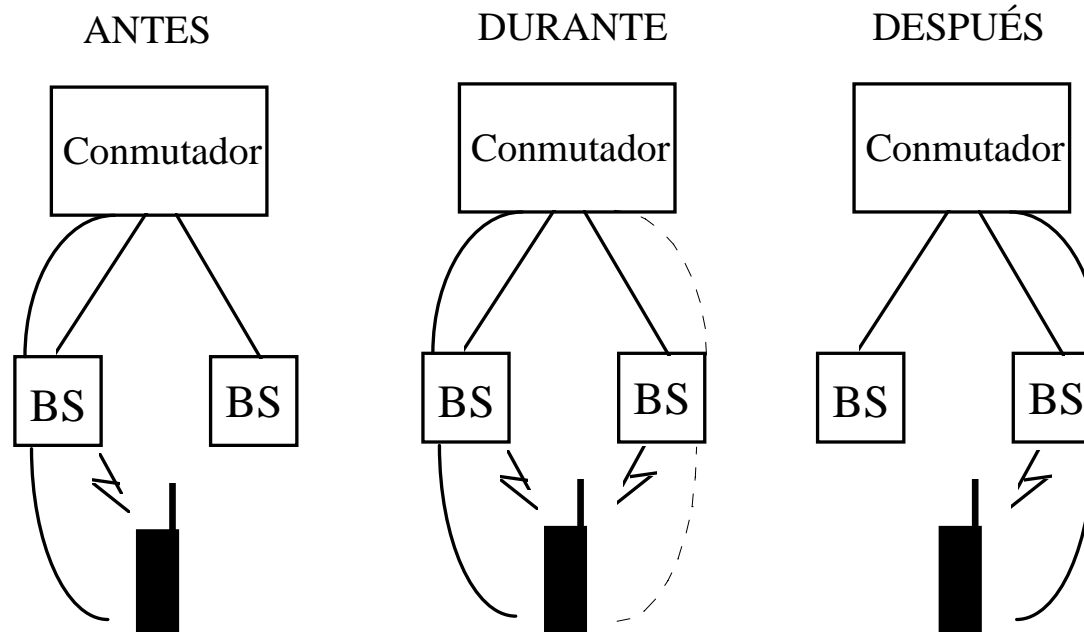 ANTES
DURANTE
DESPUÉS
Conmutador
Conmutador
Conmutador
BS
BS
BS
BS
BS
BS